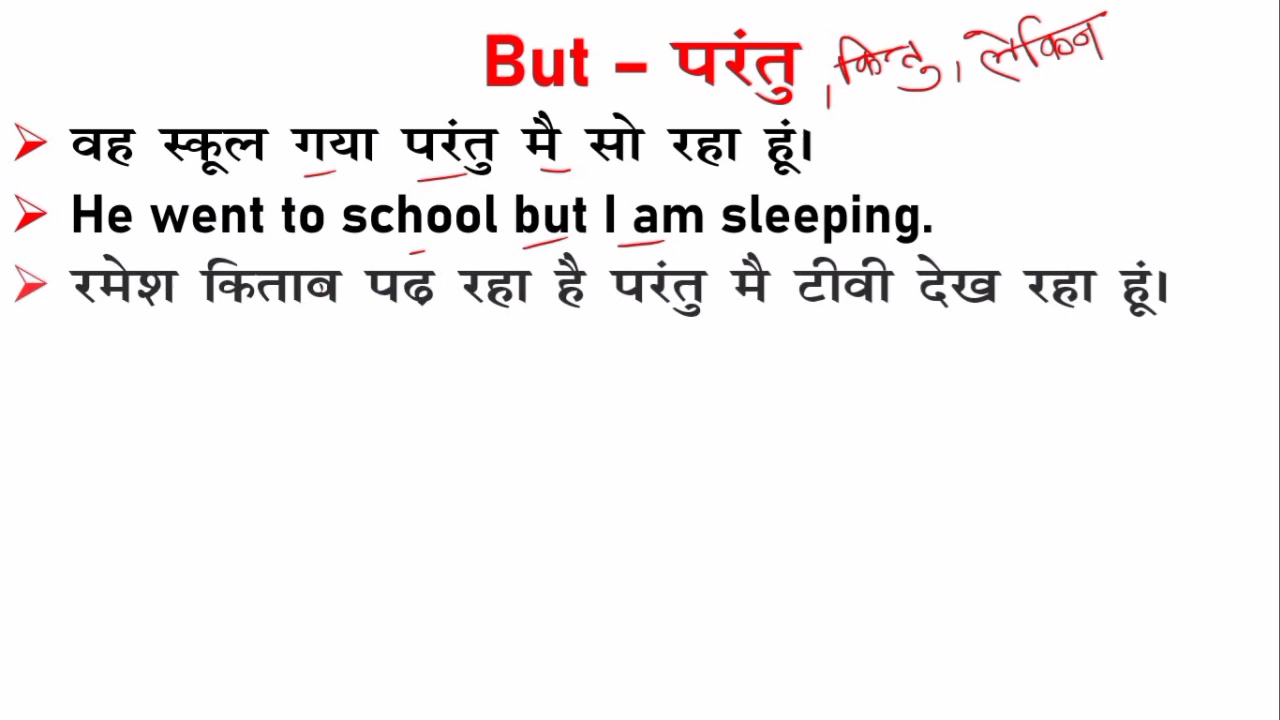 But – परंतु , किन्तु , लेकिन
वह स्कूल गया परंतु मै सो रहा हूं।
He went to school but I am sleeping.
रमेश किताब पढ रहा है परंतु मै टीवी देख रहा हूं।